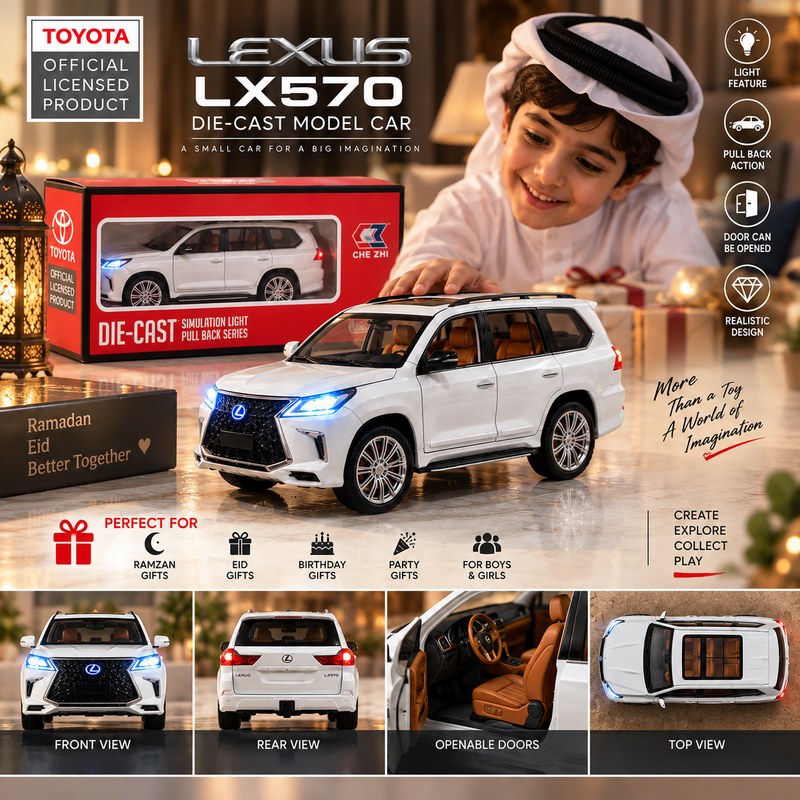 TOYOTA
OFFICIAL
LICENSED
PRODUCT
LEXUS
LX570
DIE-CAST MODEL CAR
A SMALL CAR FOR A BIG IMAGINATION
LIGHT
FEATURE
PULL BACK
ACTION
DOOR CAN
BE OPENED
REALISTIC
DESIGN
TOYOTA
OFFICIAL
LICENSED
PRODUCT
CHE ZHI
DIE-CAST SIMULATION LIGHT
PULL BACK SERIES
Ramadan
Eid
Better Together
More
Than a Toy
A World of
Imagination
PERFECT FOR
RAMZAN
GIFTS
EID
GIFTS
BIRTHDAY
GIFTS
PARTY
GIFTS
FOR BOYS
& GIRLS
CREATE
EXPLORE
COLLECT
PLAY
LEXUS
LX570
FRONT VIEW
REAR VIEW
OPENABLE DOORS
TOP VIEW